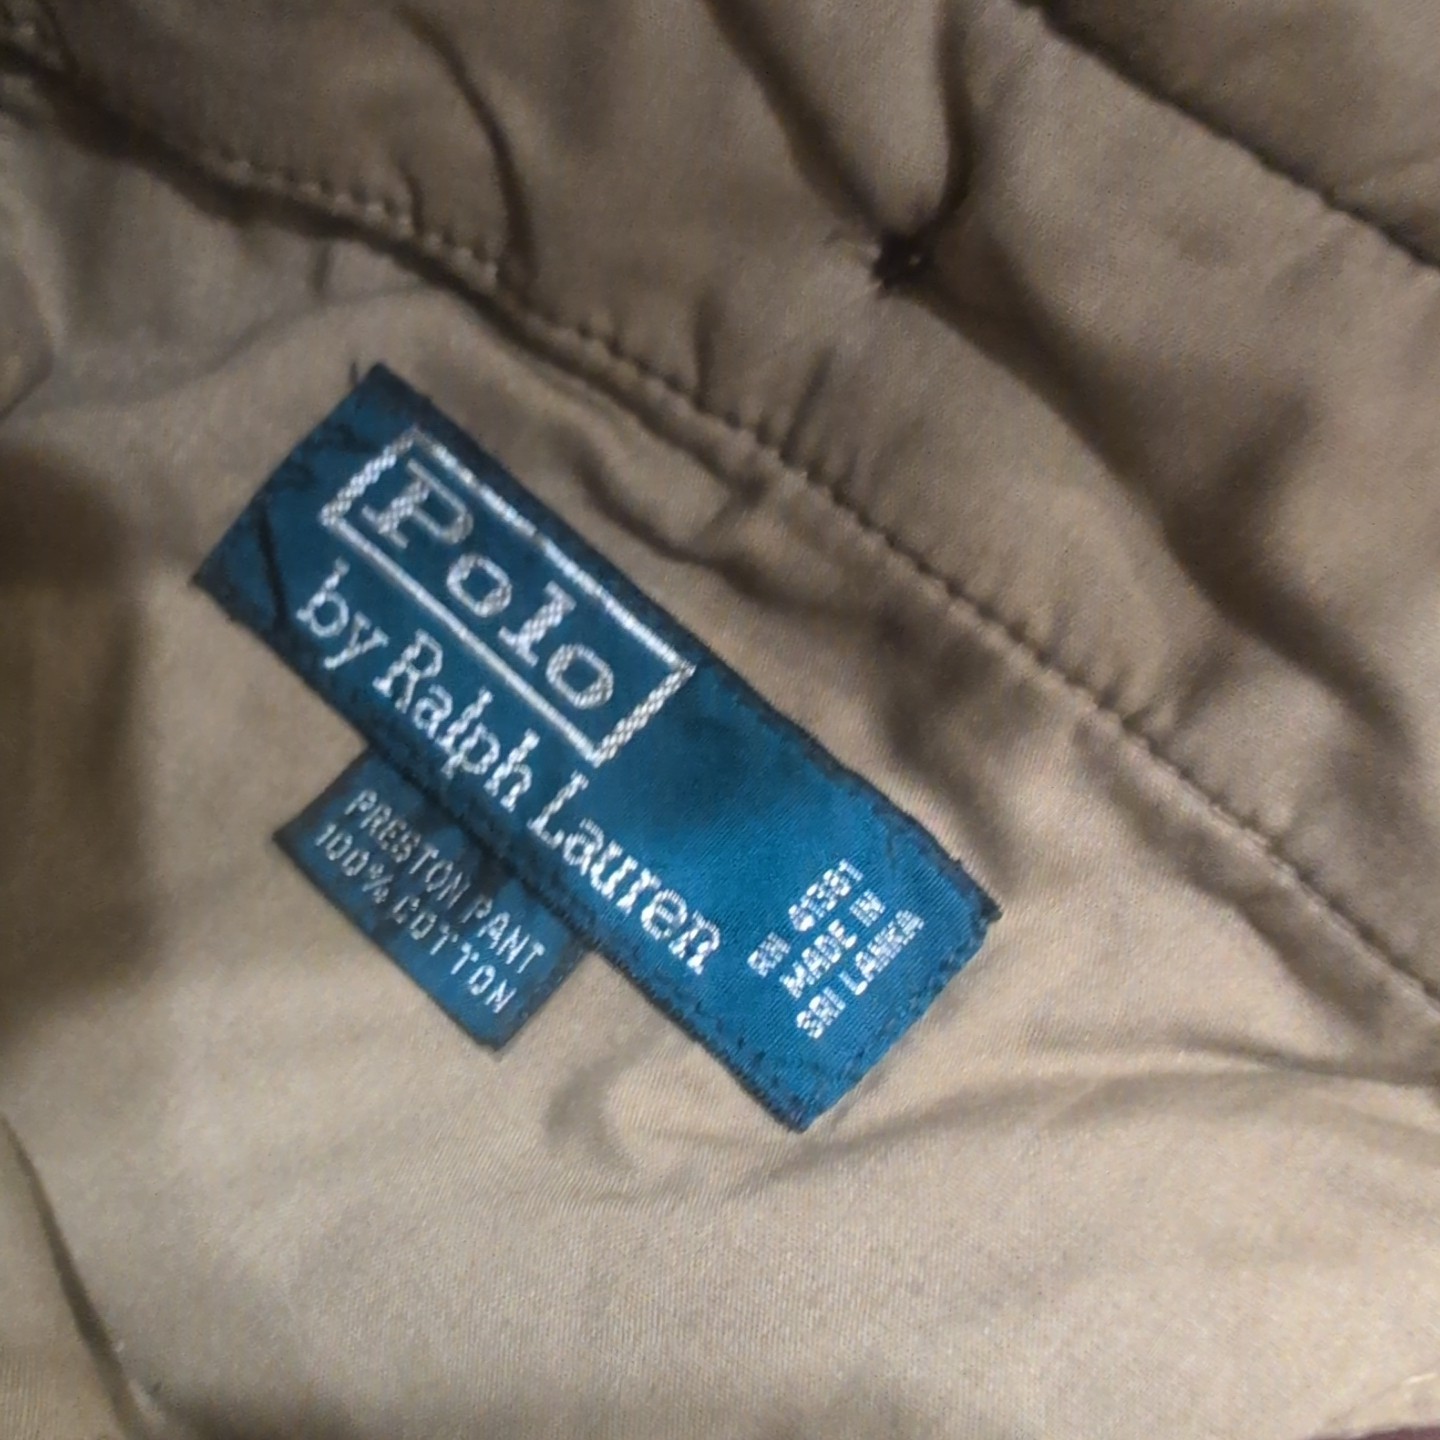 Polo
by Ralph Lauren
RN 41381
MADE IN
SRI LANKA
PRESTON PANT
100% COTTON